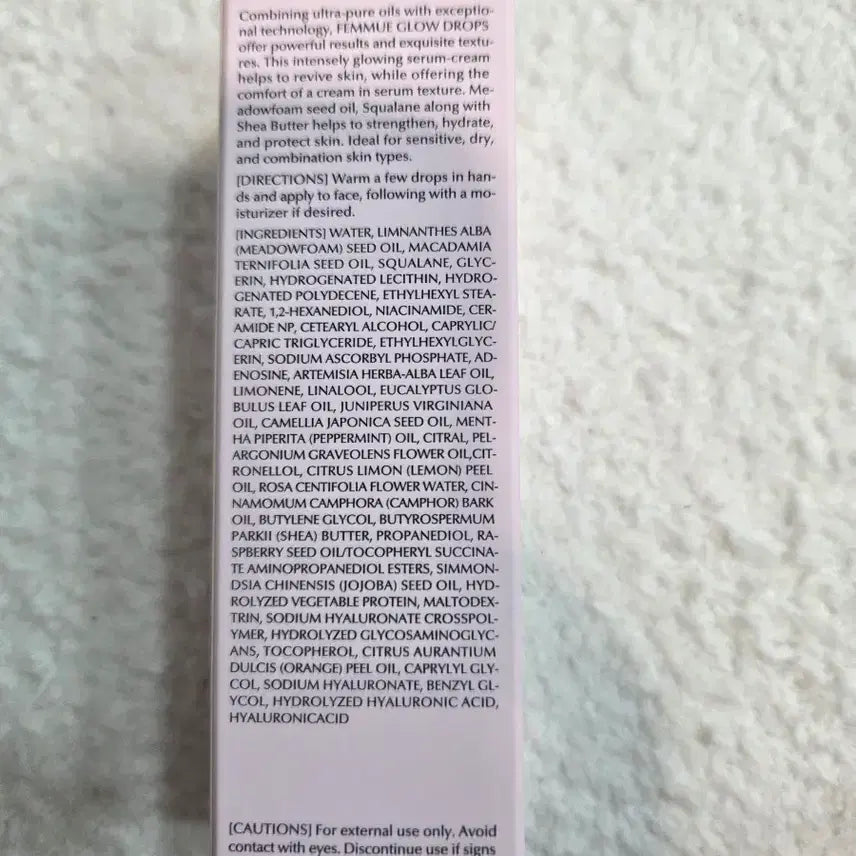 Combining ultra-pure oils with exceptio-
nal technology, FEMMUE GLOW DROPS
offer powerful results and exquisite textu-
res. This intensely glowing serum-cream
helps to revive skin, while offering the
comfort of a cream in serum texture. Me-
adowfoam seed oil, Squalane along with
Shea Butter helps to strengthen, hydrate,
and protect skin. Ideal for sensitive, dry,
and combination skin types.
[DIRECTIONS] Warm a few drops in han-
ds and apply to face, following with a mo-
isturizer if desired.
[INGREDIENTS] WATER, LIMNANTHES ALBA
(MEADOWFOAM) SEED OIL, MACADAMIA
TERNIFOLIA SEED OIL, SQUALANE, GLYC-
ERIN, HYDROGENATED LECITHIN, HYDRO-
GENATED POLYDECENE, ETHYLHEXYL STEA-
RATE, 1,2-HEXANEDIOL, NIACINAMIDE, CER-
AMIDE NP, CETEARYL ALCOHOL, CAPRYLIC/
CAPRIC TRIGLYCERIDE, ETHYLHEXYLGLYC-
ERIN, SODIUM ASCORBYL PHOSPHATE, AD-
ENOSINE, ARTEMISIA HERBA-ALBA LEAF OIL,
LIMONENE, LINALOOL, EUCALYPTUS GLO-
BULUS LEAF OIL, JUNIPERUS VIRGINIANA
OIL, CAMELLIA JAPONICA SEED OIL, MENT-
HA PIPERITA (PEPPERMINT) OIL, CITRAL, PEL-
ARGONIUM GRAVEOLENS FLOWER OIL,CIT-
RONELLOL, CITRUS LIMON (LEMON) PEEL
OIL, ROSA CENTIFOLIA FLOWER WATER, CIN-
NAMOMUM CAMPHORA (CAMPHOR) BARK
OIL, BUTYLENE GLYCOL, BUTYROSPERMUM
PARKII (SHEA) BUTTER, PROPANEDIOL, RA-
SPBERRY SEED OIL/TOCOPHERYL SUCCINA-
TE AMINOPROPANEDIOL ESTERS, SIMMON-
DSIA CHINENSIS (JOJOBA) SEED OIL, HYD-
ROLYZED VEGETABLE PROTEIN, MALTODEX-
TRIN, SODIUM HYALURONATE CROSSPOL-
YMER, HYDROLYZED GLYCOSAMINOGLYC-
ANS, TOCOPHEROL, CITRUS AURANTIUM
DULCIS (ORANGE) PEEL OIL, CAPRYLYL GLY-
COL, SODIUM HYALURONATE, BENZYL GL-
YCOL, HYDROLYZED HYALURONIC ACID,
HYALURONICACID
[CAUTIONS] For external use only. Avoid
contact with eyes. Discontinue use if signs